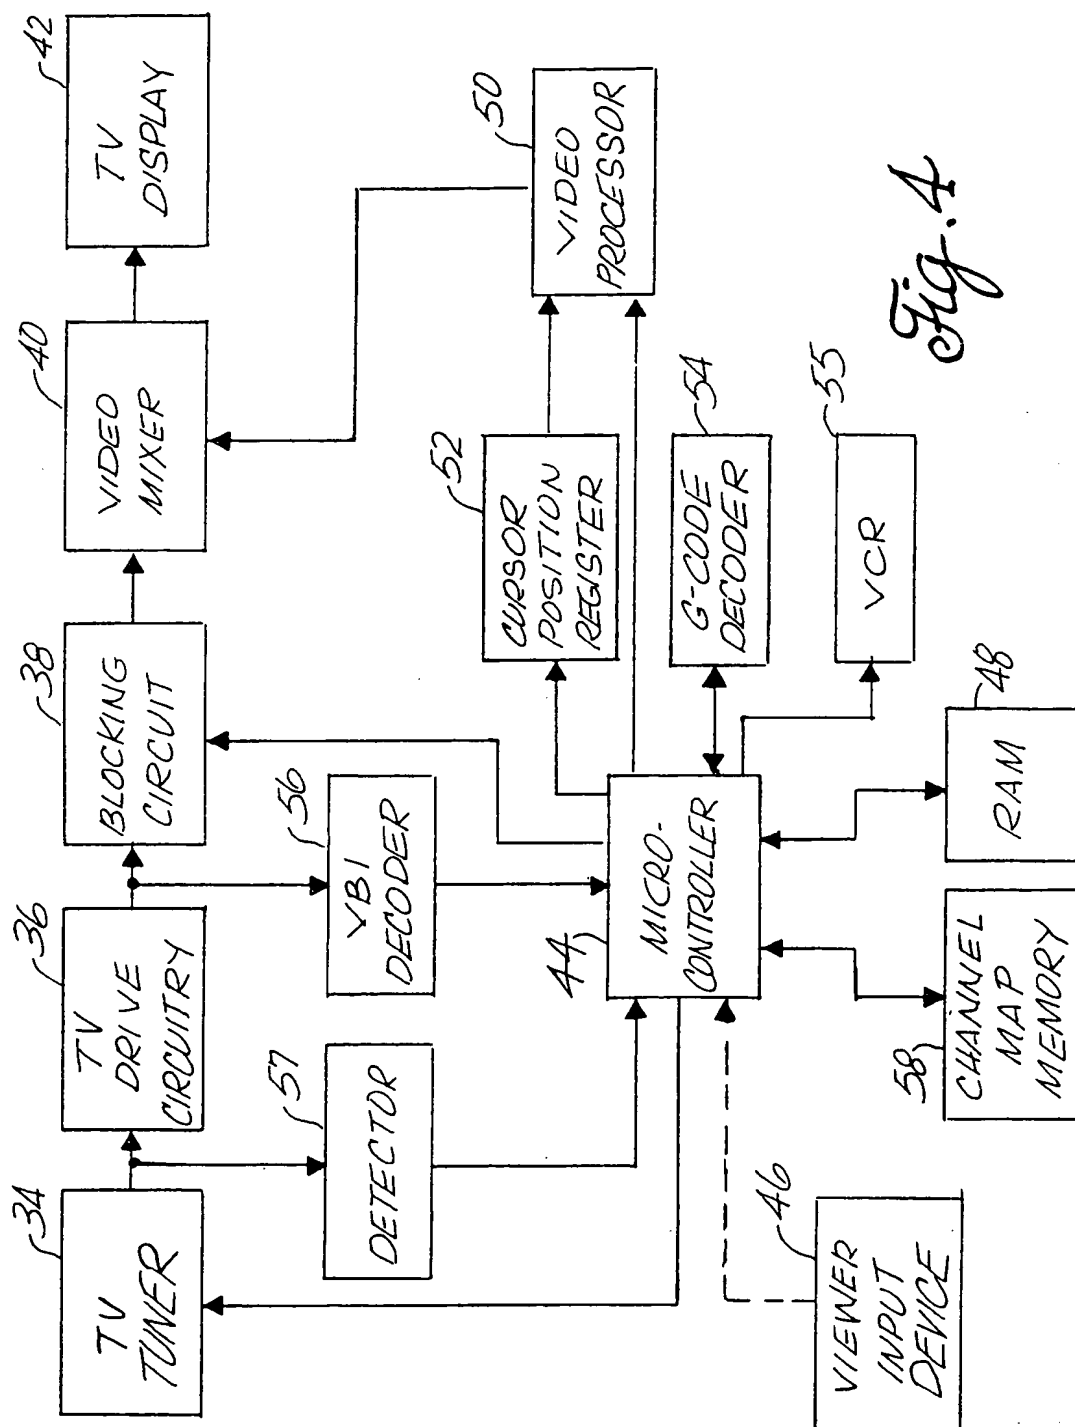 34
TV
TUNER
36
TV
DRIVE
CIRCUITRY
38
BLOCKING
CIRCUIT
40
VIDEO
MIXER
42
TV
DISPLAY
57
DETECTOR
56
VBI
DECODER
52
CURSOR
POSITION
REGISTER
50
VIDEO
PROCESSOR
44
MICRO-
CONTROLLER
54
G-CODE
DECODER
55
VCR
46
VIEWER
INPUT
DEVICE
58
CHANNEL
MAP
MEMORY
48
RAM
Fig. 4